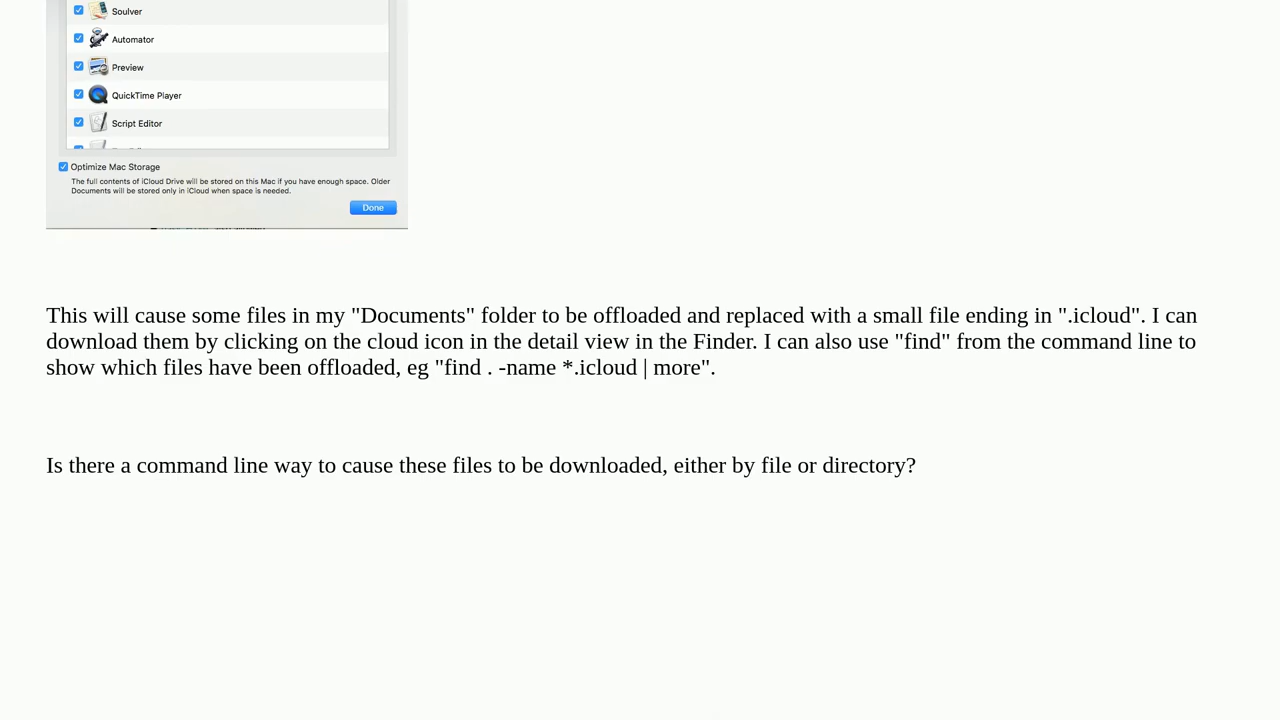 Soulver
Automator
Preview
QuickTime Player
Script Editor
Optimize Mac Storage
The full contents of iCloud Drive will be stored on this Mac if you have enough space. Older
Documents will be stored only in iCloud when space is needed.
Done
This will cause some files in my "Documents" folder to be offloaded and replaced with a small file ending in ".icloud". I can
download them by clicking on the cloud icon in the detail view in the Finder. I can also use "find" from the command line to
show which files have been offloaded, eg "find . -name *.icloud | more".
Is there a command line way to cause these files to be downloaded, either by file or directory?